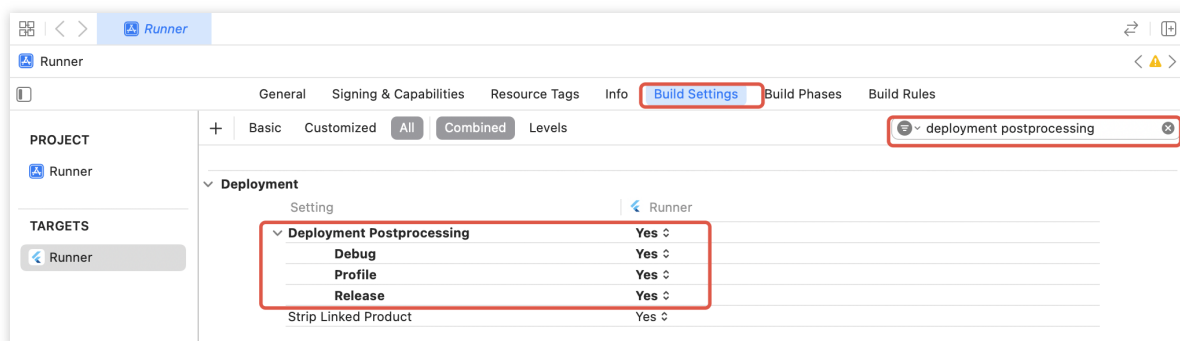 Runner
Runner
General Signing & Capabilities Resource Tags Info Build Settings Build Phases Build Rules
PROJECT
Runner
TARGETS
Runner
+ Basic Customized All Combined Levels
deployment postprocessing
Deployment
Setting Runner
Deployment Postprocessing Yes
Debug Yes
Profile Yes
Release Yes
Strip Linked Product Yes